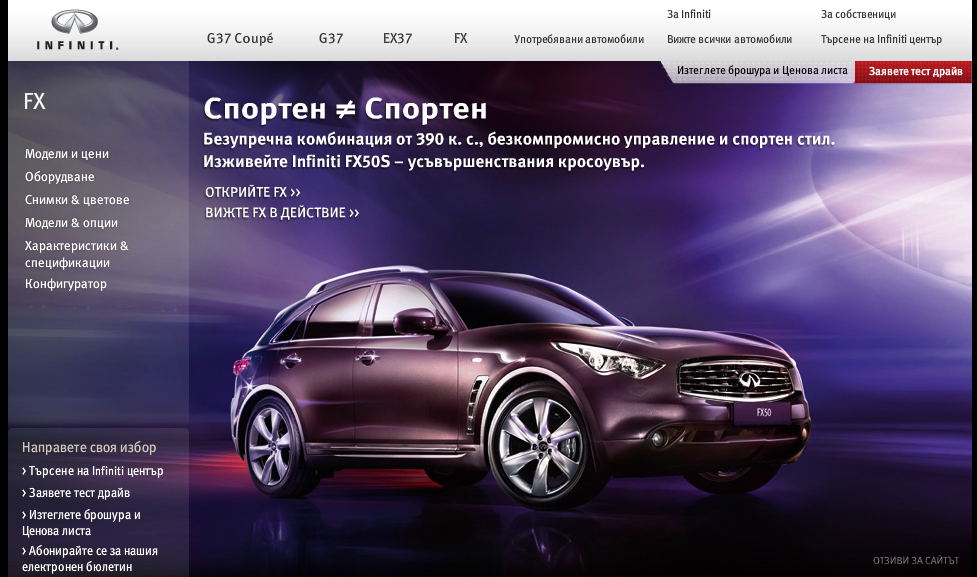 За Infiniti
За собственици
INFINITI.
G37 Coupé
G37
EX37
FX
Употребявани автомобили
Вижте всички автомобили
Търсене на Infiniti център
Изтеглете брошура и Ценова листа
Заявете тест драйв
FX
Модели и цени
Оборудване
Снимки & цветове
Модели & опции
Характеристики &
спецификации
Конфигуратор
Спортен ≠ Спортен
Безупречна комбинация от 390 к. с., безкомпромисно управление и спортен стил.
Изживейте Infiniti FX50S – усъвършенствания кросоувър.
ОТКРИЙТЕ FX >>
ВИЖТЕ FX В ДЕЙСТВИЕ >>
FX50
Направете своя избор
> Търсене на Infiniti център
> Заявете тест драйв
> Изтеглете брошура и
Ценова листа
> Абонирайте се за нашия
електронен бюлетин
ОТЗИВИ ЗА САЙТЪТ